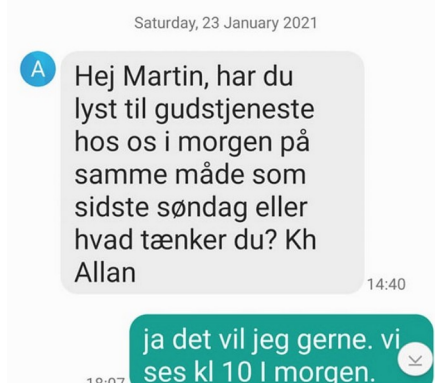 Saturday, 23 January 2021
A
Hej Martin, har du
lyst til gudstjeneste
hos os i morgen på
samme måde som
sidste søndag eller
hvad tænker du? Kh
Allan
14:40
ja det vil jeg gerne. vi
ses kl 10 I morgen.
18:07